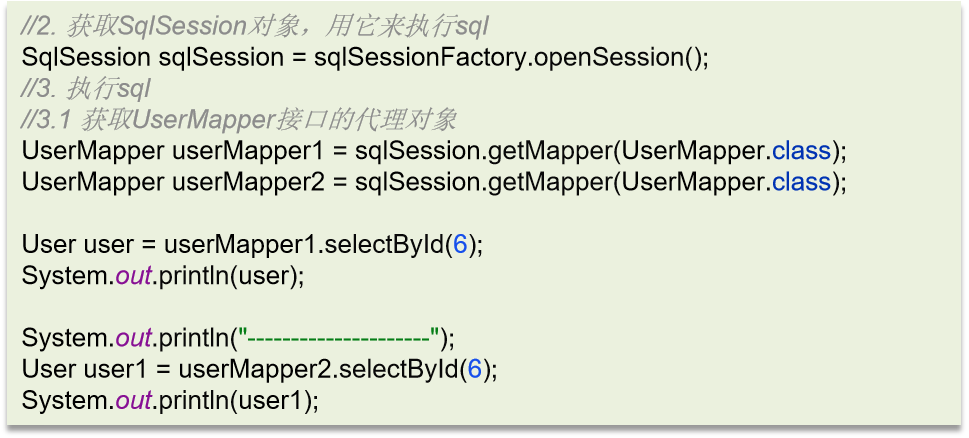 //2. 获取SqlSession对象，用它来执行sql
SqlSession sqlSession = sqlSessionFactory.openSession();
//3. 执行sql
//3.1 获取UserMapper接口的代理对象
UserMapper userMapper1 = sqlSession.getMapper(UserMapper.class);
UserMapper userMapper2 = sqlSession.getMapper(UserMapper.class);
User user = userMapper1.selectById(6);
System.out.println(user);
System.out.println("---------------------");
User user1 = userMapper2.selectById(6);
System.out.println(user1);